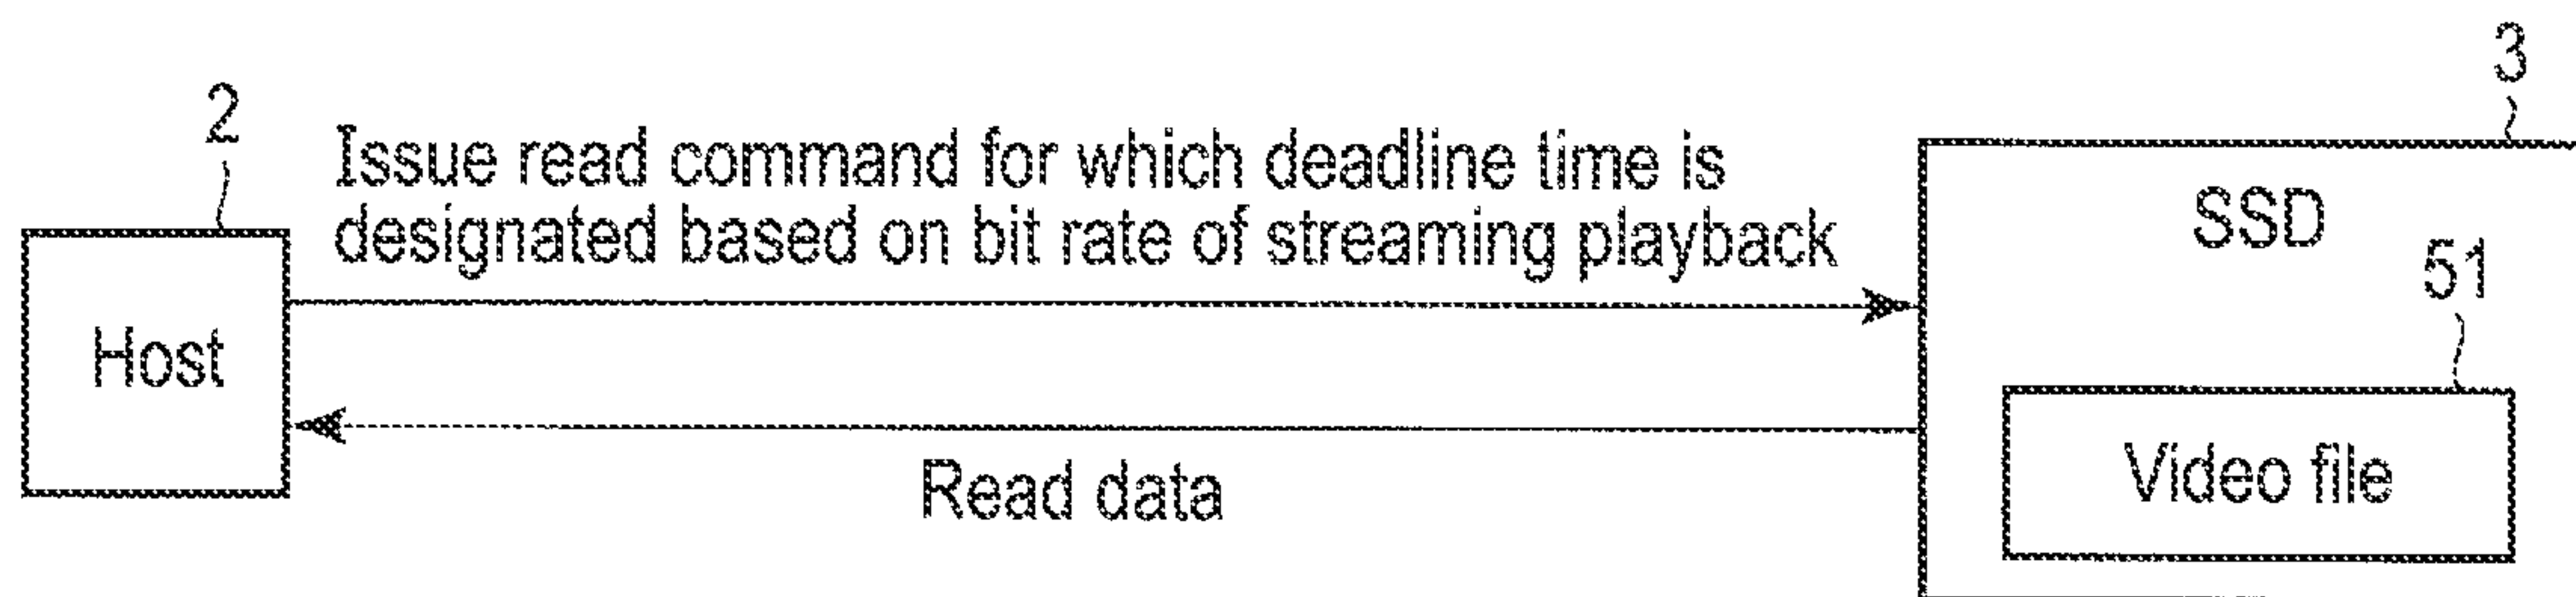 2
3
Issue read command for which deadline time is
designated based on bit rate of streaming playback
SSD
51
Host
Read data
Video file